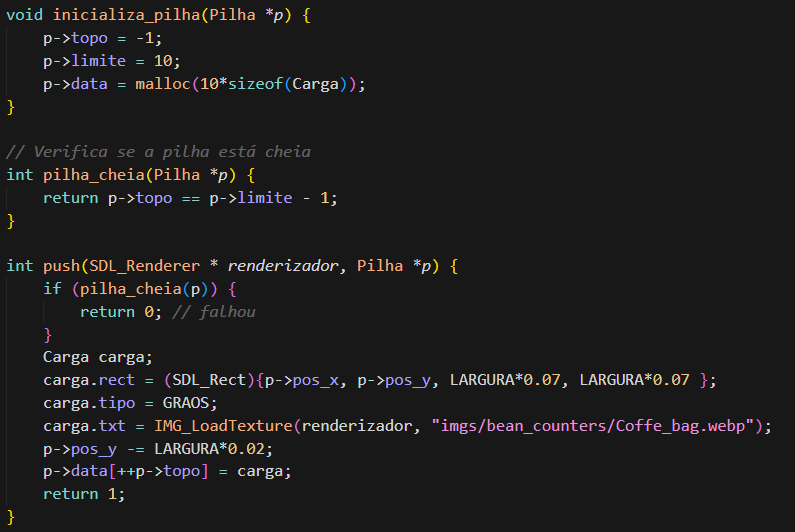 void inicializa_pilha(Pilha *p) {
    p->topo = -1;
    p->limite = 10;
    p->data = malloc(10*sizeof(Carga));
}

// Verifica se a pilha está cheia
int pilha_cheia(Pilha *p) {
    return p->topo == p->limite - 1;
}

int push(SDL_Renderer * renderizador, Pilha *p) {
    if (pilha_cheia(p)) {
        return 0; // falhou
    }
    Carga carga;
    carga.rect = (SDL_Rect){p->pos_x, p->pos_y, LARGURA*0.07, LARGURA*0.07 };
    carga.tipo = GRAOS;
    carga.txt = IMG_LoadTexture(renderizador, "imgs/bean_counters/Coffe_bag.webp");
    p->pos_y -= LARGURA*0.02;
    p->data[++p->topo] = carga;
    return 1;
}